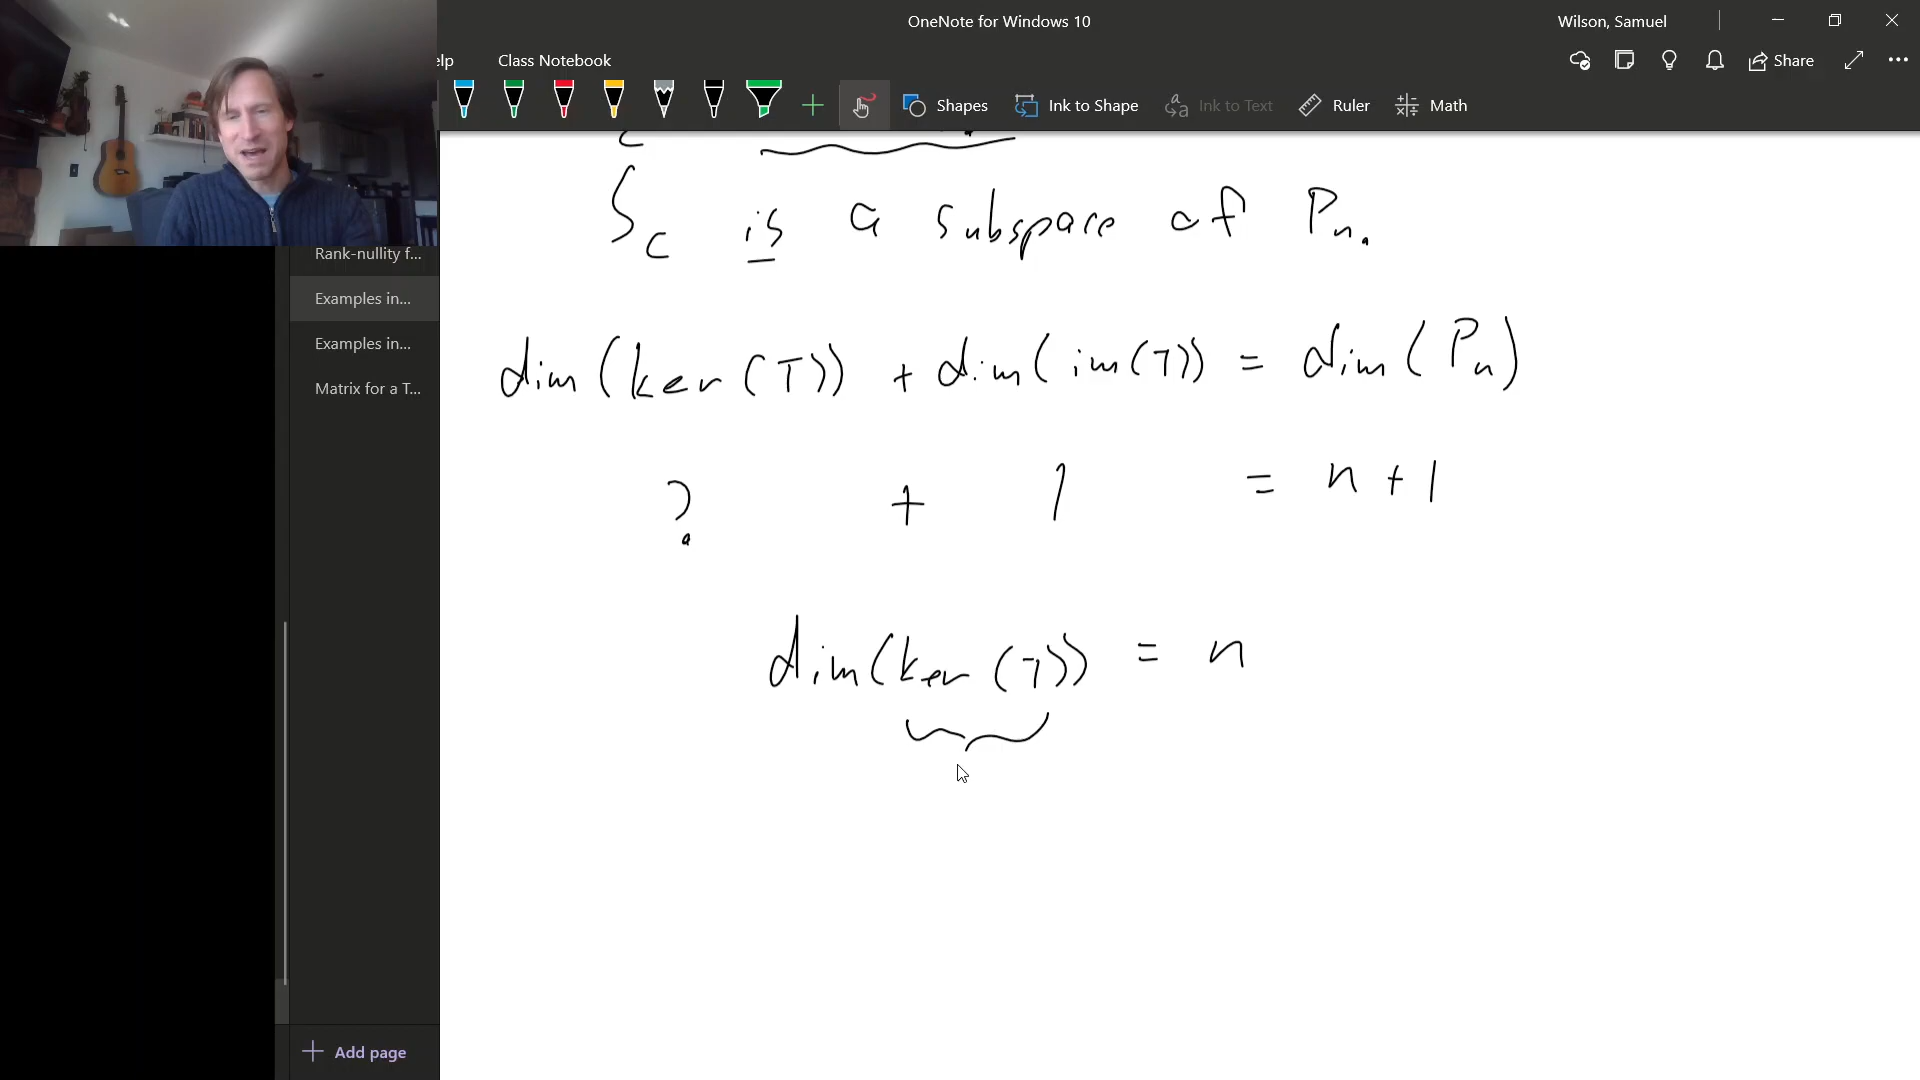 OneNote for Windows 10
Wilson, Samuel
elp
Class Notebook
Share
Shapes
Ink to Shape
Ink to Text
Ruler
Math
S_c is a subspace of P_n.
dim(ker(T)) + dim(im(T)) = dim(P_n)
? + 1 = n + 1
dim(ker(T)) = n
Rank-nullity f...
Examples in...
Examples in...
Matrix for a T...
Add page